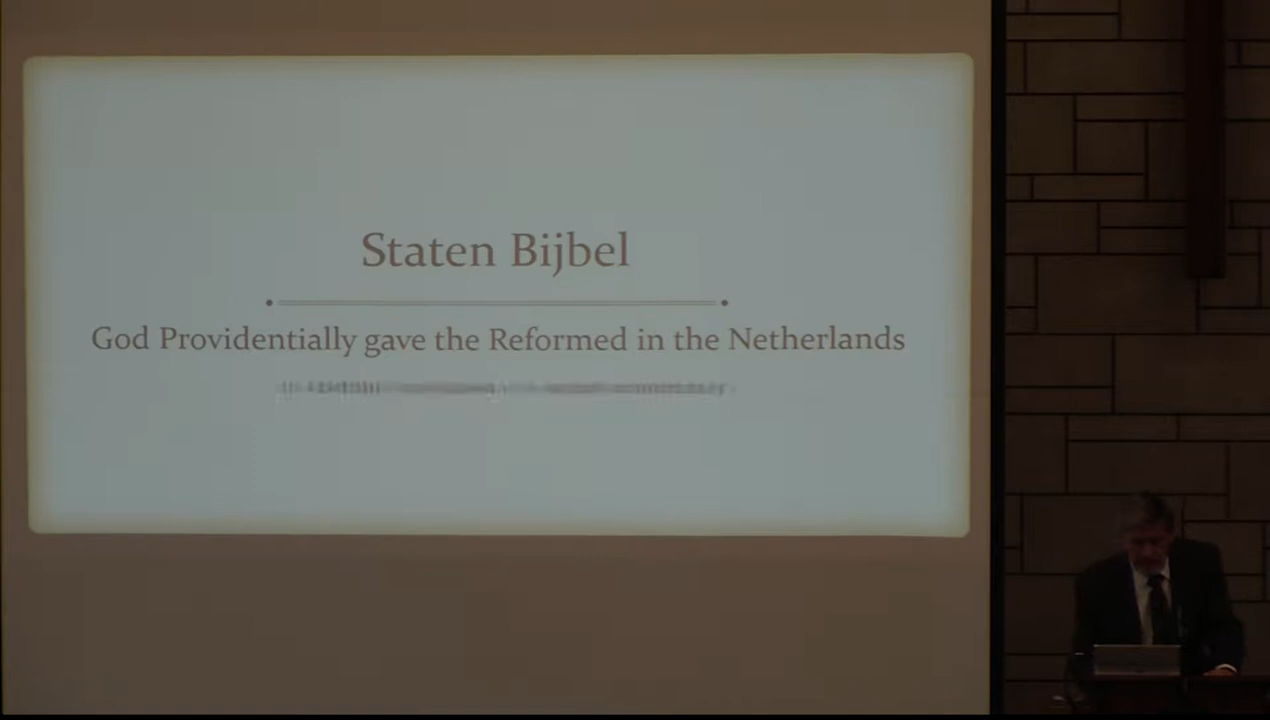 Staten Bijbel
God Providentially gave the Reformed in the Netherlands